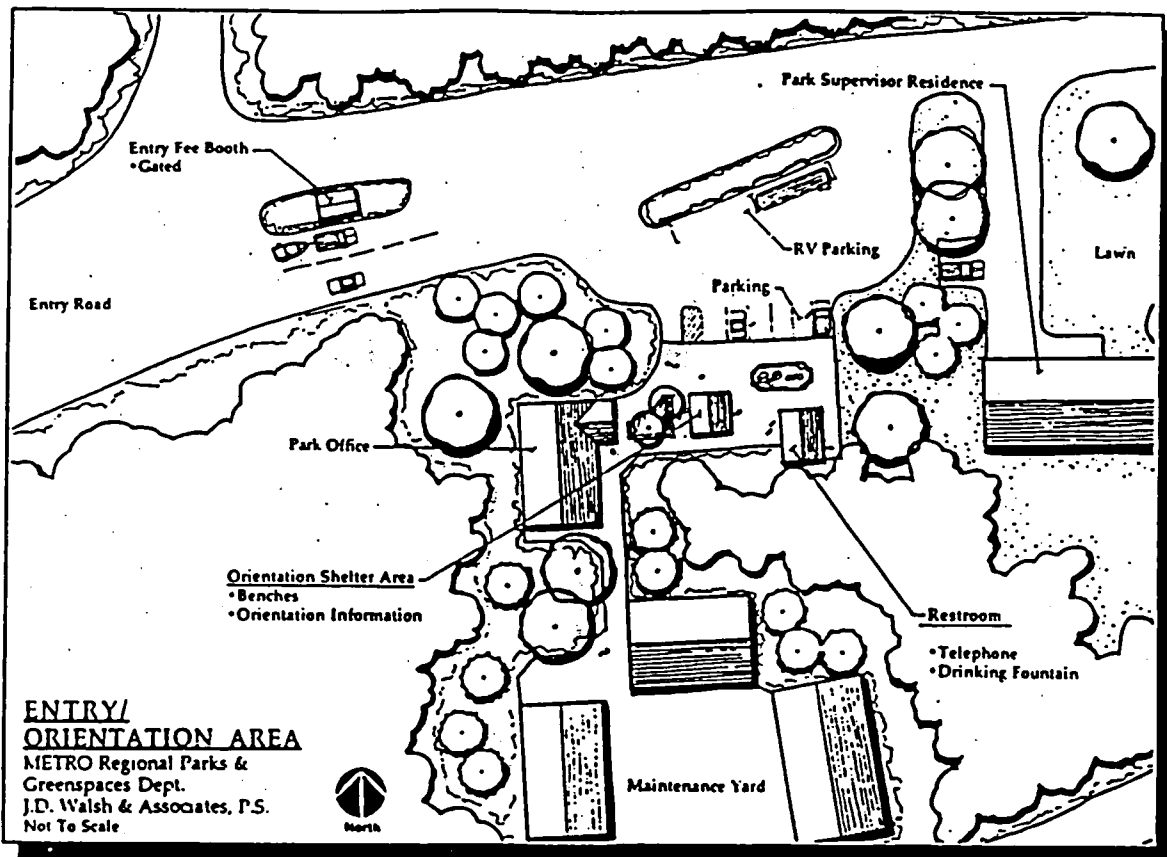 Park Supervisor Residence
Entry Fee Booth
•Gated
RV Parking
Lawn
Parking
Entry Road
Park Office
Orientation Shelter Area
•Benches
•Orientation Information
Restroom
•Telephone
•Drinking Fountain
Maintenance Yard
ENTRY/
ORIENTATION AREA
METRO Regional Parks &
Greenspaces Dept.
J.D. Walsh & Associates, P.S.
Not To Scale
North